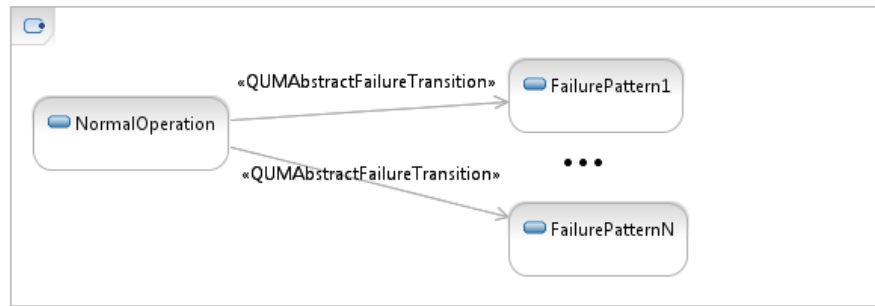 «QUMAbstractFailureTransition»
FailurePattern1
NormalOperation
•••
«QUMAbstractFailureTransition»
FailurePatternN